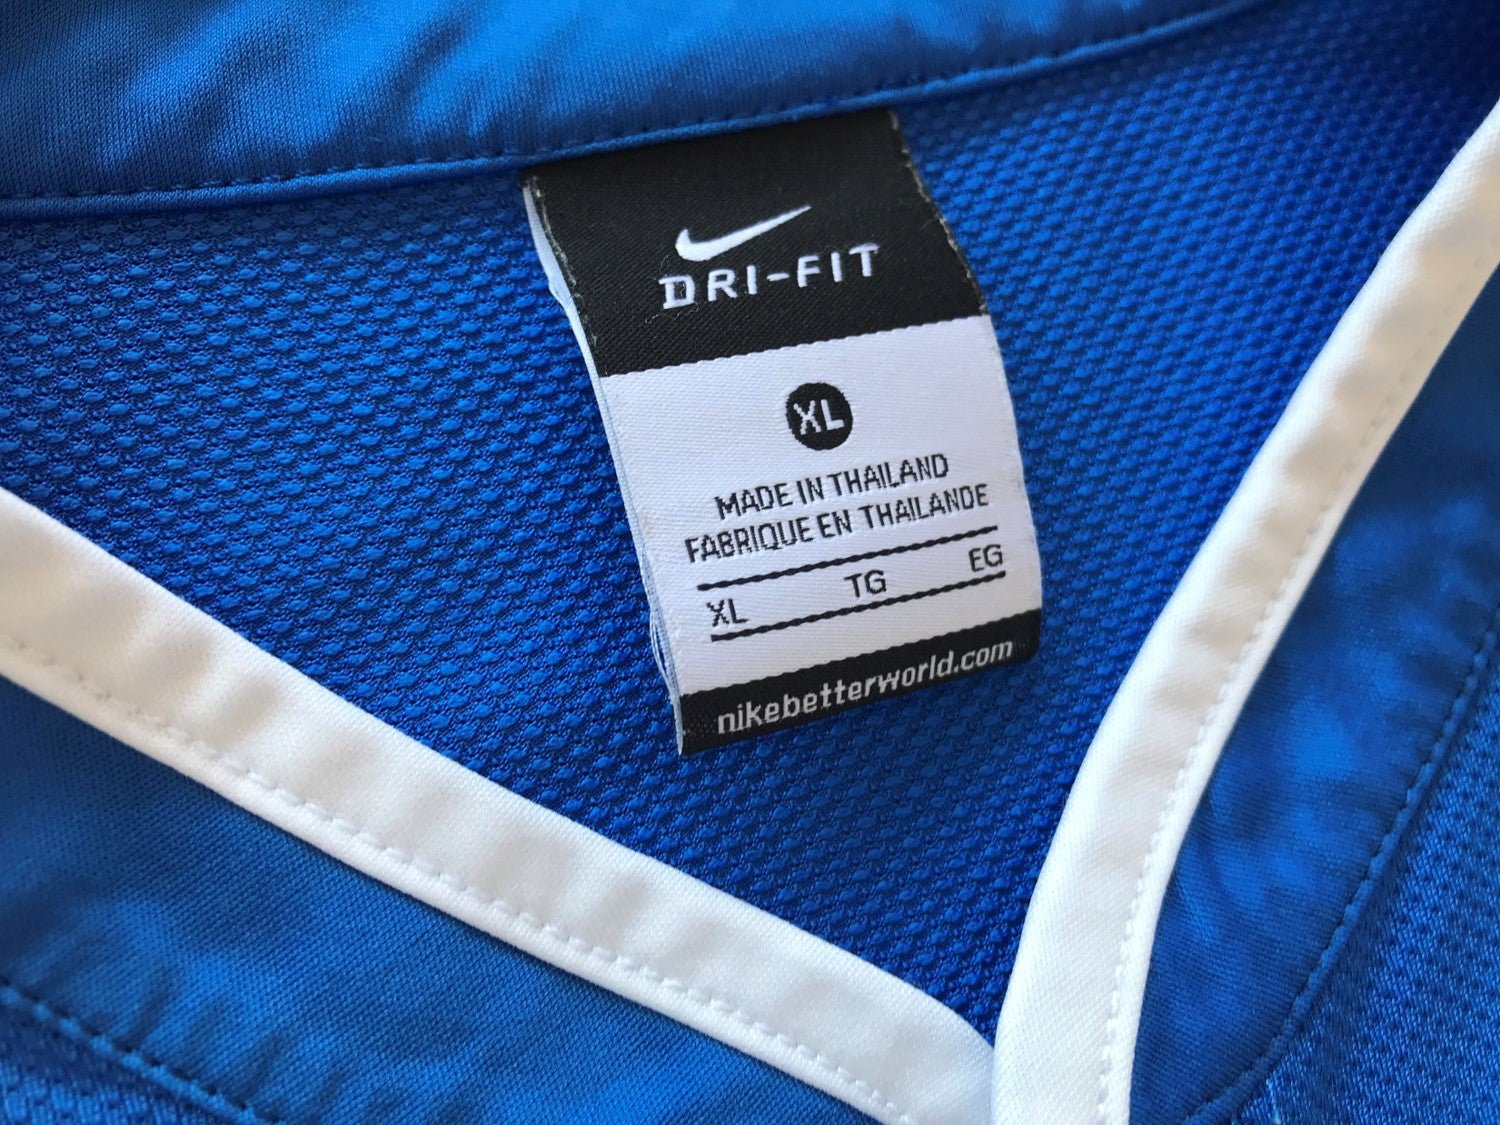 DRI-FIT
XL
MADE IN THAILAND
FABRIQUE EN THAILANDE
XL TG EG
nikebetterworld.com